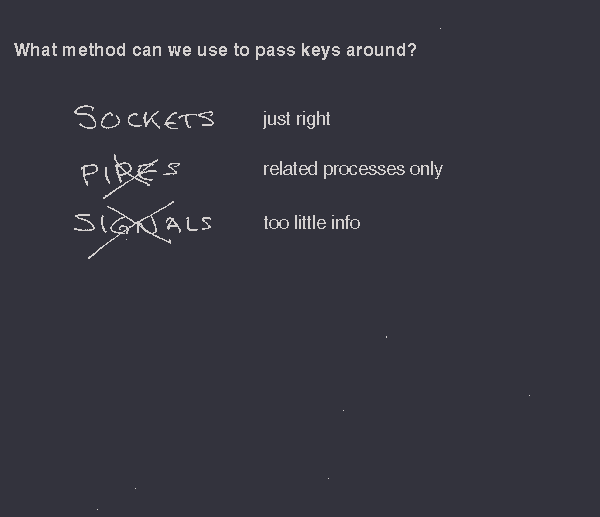 What method can we use to pass keys around?
SOCKETS just right
PIPES related processes only
SIGNALS too little info